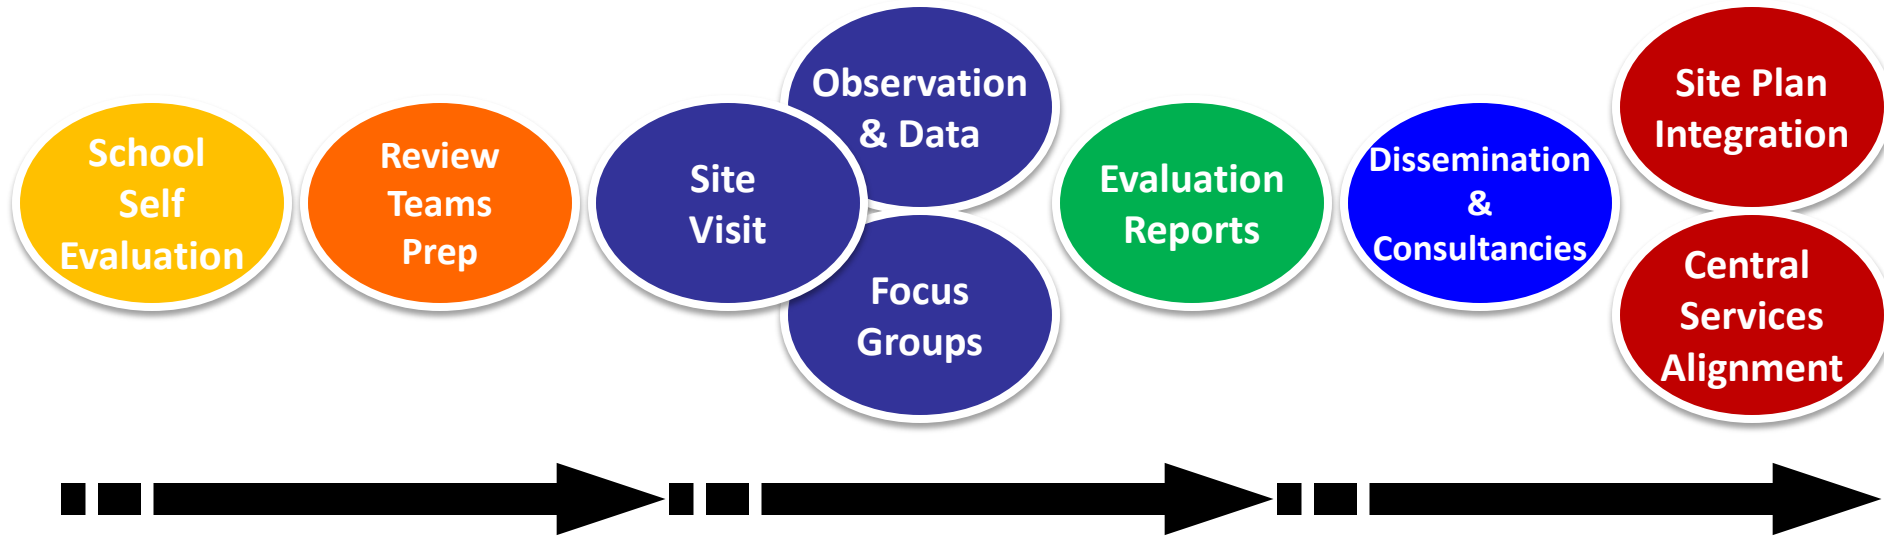 School
Self
Evaluation
Review
Teams
Prep
Site
Visit
Observation
& Data
Focus
Groups
Evaluation
Reports
Dissemination
&
Consultancies
Site Plan
Integration
Central
Services
Alignment